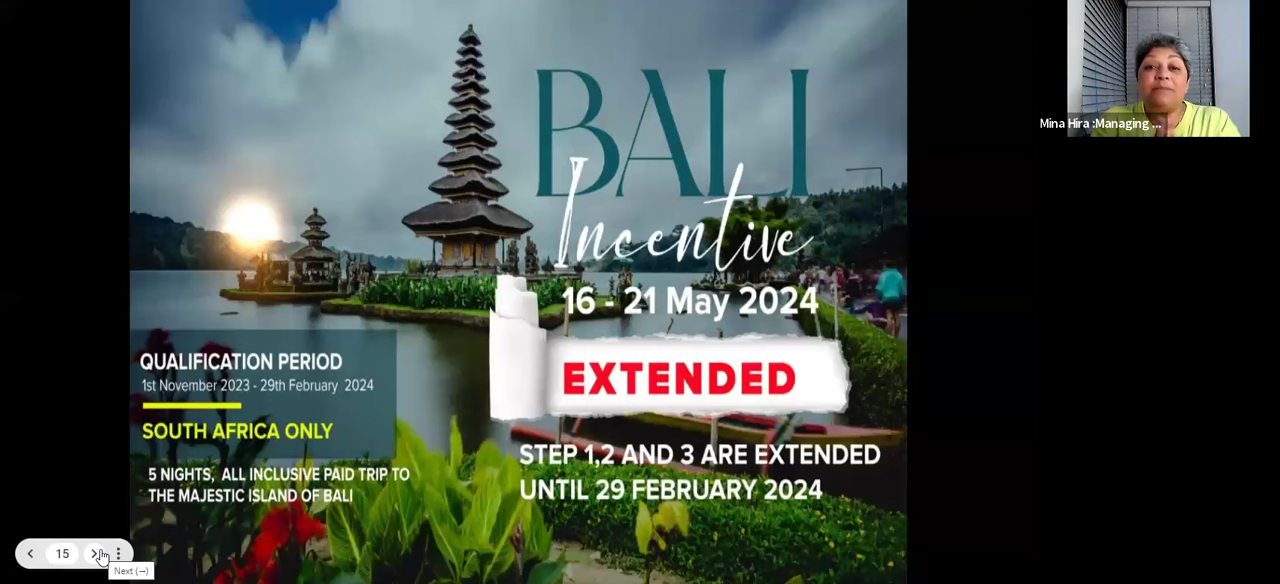 BALI
Incentive
16 - 21 May 2024
EXTENDED
STEP 1,2 AND 3 ARE EXTENDED
UNTIL 29 FEBRUARY 2024
QUALIFICATION PERIOD
1st November 2023 - 29th February 2024
SOUTH AFRICA ONLY
5 NIGHTS, ALL INCLUSIVE PAID TRIP TO
THE MAJESTIC ISLAND OF BALI
Mina Hira :Managing ...
15
Next (→)